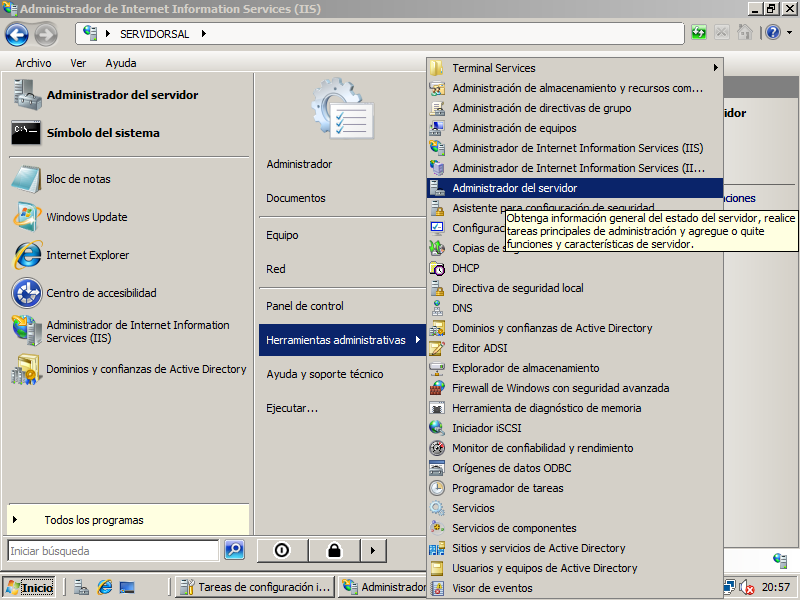 Administrador de Internet Information Services (IIS)
SERVIDORSAL
Archivo Ver Ayuda
Administrador del servidor
Símbolo del sistema
Bloc de notas
Windows Update
Internet Explorer
Centro de accesibilidad
Administrador de Internet Information
Services (IIS)
Dominios y confianzas de Active Directory
Todos los programas
Iniciar búsqueda
Administrador
Documentos
Equipo
Red
Panel de control
Herramientas administrativas
Ayuda y soporte técnico
Ejecutar...
Terminal Services
Administración de almacenamiento y recursos com...
Administración de directivas de grupo
Administración de equipos
Administrador de Internet Information Services (IIS)
Administrador de Internet Information Services (II...
Administrador del servidor
Asistente para configuración de seguridad
Obtenga información general del estado del servidor, realice
tareas principales de administración y agregue o quite
funciones y características de servidor.
Configurac
Copias de
DHCP
Directiva de seguridad local
DNS
Dominios y confianzas de Active Directory
Editor ADSI
Explorador de almacenamiento
Firewall de Windows con seguridad avanzada
Herramienta de diagnóstico de memoria
Iniciador iSCSI
Monitor de confiabilidad y rendimiento
Orígenes de datos ODBC
Programador de tareas
Servicios
Servicios de componentes
Sitios y servicios de Active Directory
Usuarios y equipos de Active Directory
Visor de eventos
idor
ciones
Inicio
Tareas de configuración i...
Administrador
20:57